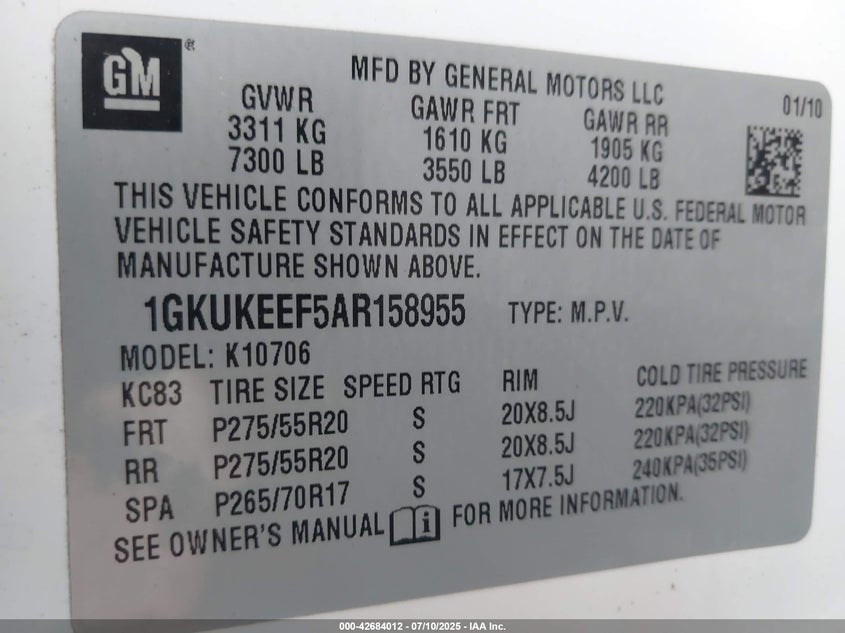 GM ®
MFD BY GENERAL MOTORS LLC
01/10
GVWR GAWR FRT GAWR RR
3311 KG 1610 KG 1905 KG
7300 LB 3550 LB 4200 LB
THIS VEHICLE CONFORMS TO ALL APPLICABLE U.S. FEDERAL MOTOR
VEHICLE SAFETY STANDARDS IN EFFECT ON THE DATE OF
MANUFACTURE SHOWN ABOVE.
1GKUKEEF5AR158955 TYPE: M.P.V.
MODEL: K10706
KC83 TIRE SIZE SPEED RTG RIM COLD TIRE PRESSURE
FRT P275/55R20 S 20X8.5J 220KPA(32PSI)
RR P275/55R20 S 20X8.5J 220KPA(32PSI)
SPA P265/70R17 S 17X7.5J 240KPA(35PSI)
SEE OWNER'S MANUAL i FOR MORE INFORMATION.
000-42684012 - 07/10/2025 - IAA Inc.